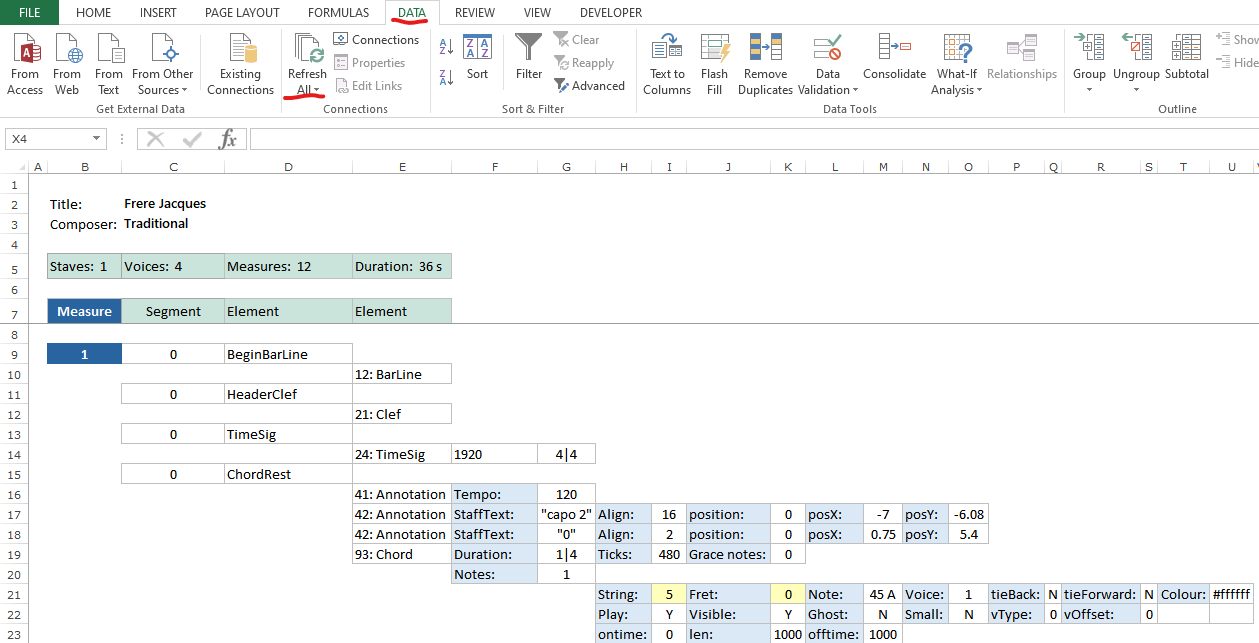 FILE HOME INSERT PAGE LAYOUT FORMULAS DATA REVIEW VIEW DEVELOPER
From Access From Web From Text From Other Sources Existing Connections Refresh All Connections Properties Edit Links Sort Filter Clear Reapply Advanced Text to Columns Flash Fill Remove Duplicates Data Validation Consolidate What-If Analysis Relationships Group Ungroup Subtotal Show Hide
Get External Data Connections Sort & Filter Data Tools Outline
X4 fx
A B C D E F G H I J K L M N O P Q R S T U
1
2 Title: Frere Jacques
3 Composer: Traditional
4
5 Staves: 1 Voices: 4 Measures: 12 Duration: 36 s
6
7 Measure Segment Element Element
8
9 1 0 BeginBarLine
10 12: BarLine
11 0 HeaderClef
12 21: Clef
13 0 TimeSig
14 24: TimeSig 1920 4|4
15 0 ChordRest
16 41: Annotation Tempo: 120
17 42: Annotation StaffText: "capo 2" Align: 16 position: 0 posX: -7 posY: -6.08
18 42: Annotation StaffText: "0" Align: 2 position: 0 posX: 0.75 posY: 5.4
19 93: Chord Duration: 1|4 Ticks: 480 Grace notes: 0
20 Notes: 1
21 String: 5 Fret: 0 Note: 45 A Voice: 1 tieBack: N tieForward: N Colour: #ffffff
22 Play: Y Visible: Y Ghost: N Small: N vType: 0 vOffset: 0
23 ontime: 0 len: 1000 offtime: 1000